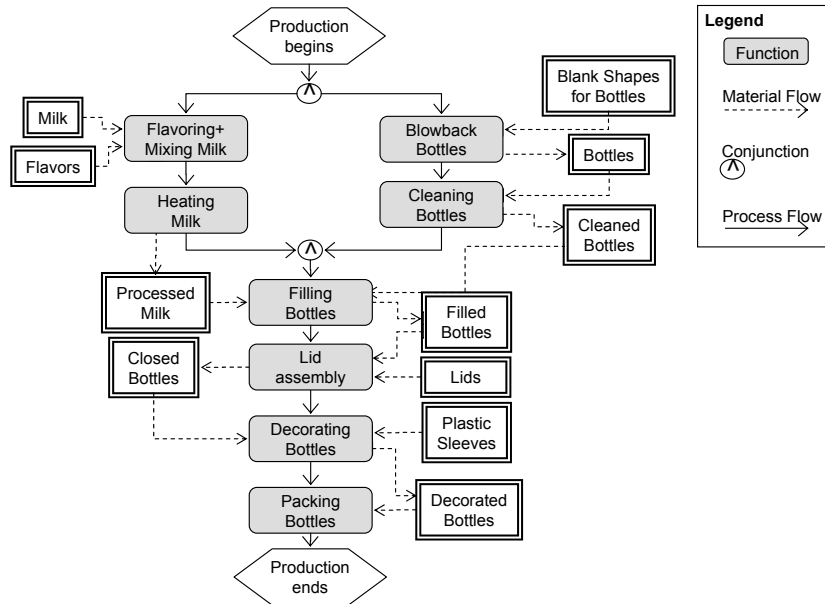 Production
begins
Legend
Function
Material Flow
Conjunction
^
Process Flow
^
Blank Shapes
for Bottles
Milk
Flavors
Flavoring+
Mixing Milk
Blowback
Bottles
Bottles
Heating
Milk
Cleaning
Bottles
Cleaned
Bottles
^
Processed
Milk
Filling
Bottles
Filled
Bottles
Closed
Bottles
Lid
assembly
Lids
Decorating
Bottles
Plastic
Sleeves
Packing
Bottles
Decorated
Bottles
Production
ends